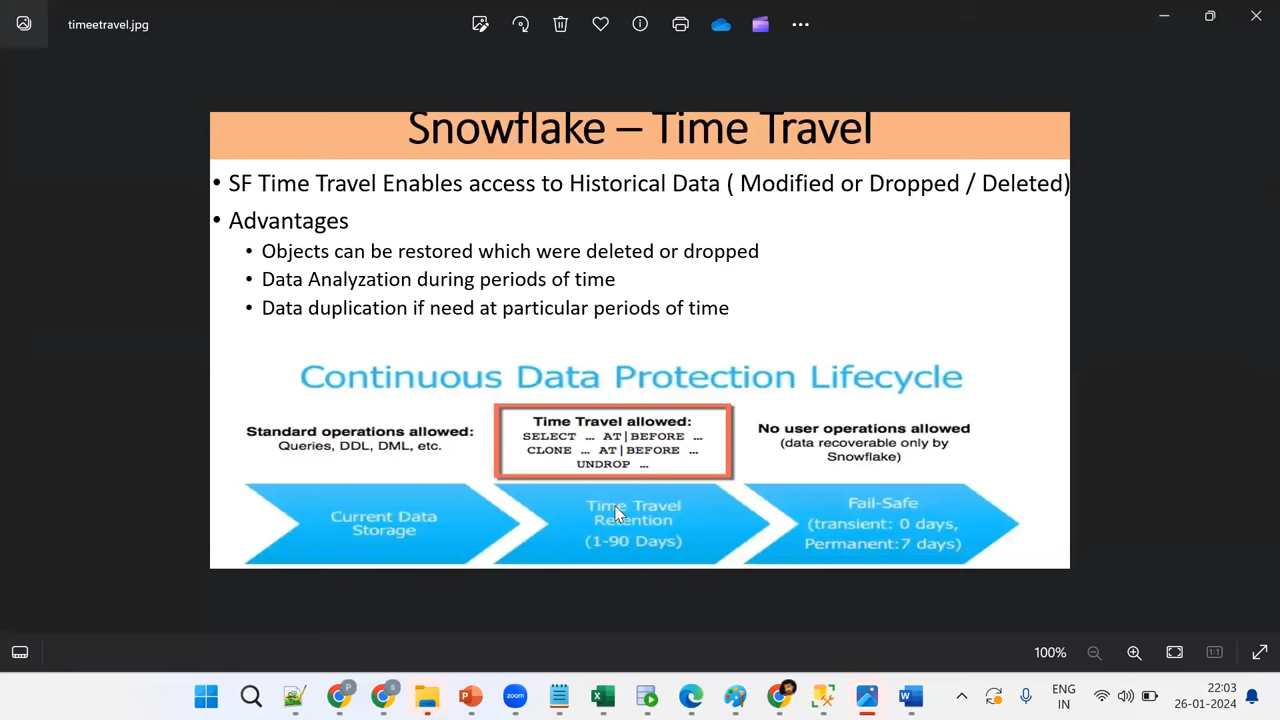 timeetravel.jpg
Snowflake – Time Travel
• SF Time Travel Enables access to Historical Data ( Modified or Dropped / Deleted)
• Advantages
• Objects can be restored which were deleted or dropped
• Data Analyzation during periods of time
• Data duplication if need at particular periods of time
Continuous Data Protection Lifecycle
Standard operations allowed:
Queries, DDL, DML, etc.
Time Travel allowed:
SELECT … AT|BEFORE …
CLONE … AT|BEFORE …
UNDROP …
No user operations allowed
(data recoverable only by
Snowflake)
Current Data
Storage
Time Travel
Retention
(1-90 Days)
Fail-Safe
(transient: 0 days,
Permanent: 7 days)
100%
1:1
P
8
zoom
ENG
IN
22:03
26-01-2024